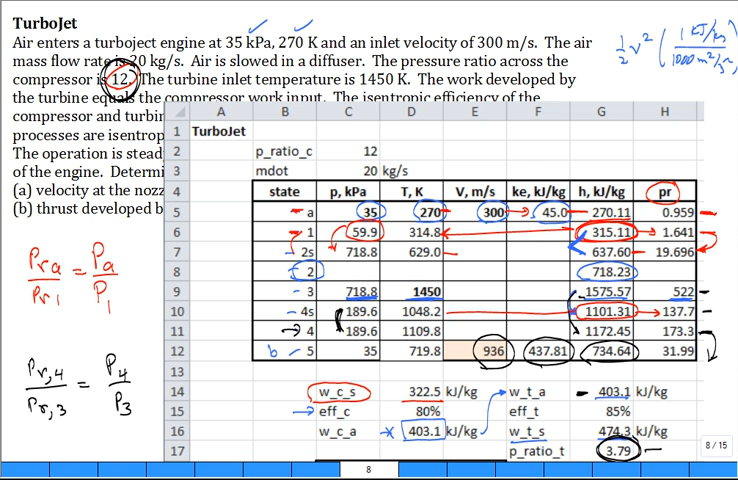 TurboJet
Air enters a turboject engine at 35 kPa, 270 K and an inlet velocity of 300 m/s. The air
mass flow rate is 20 kg/s. Air is slowed in a diffuser. The pressure ratio across the
compressor is 12. The turbine inlet temperature is 1450 K. The work developed by
the turbine equals the compressor work input. The isentropic efficiency of the
compressor and turbin
processes are isentrop
The operation is stead
of the engine. Determi
(a) velocity at the nozz
(b) thrust developed b
1/2 v² ( 1 kJ/kg / 1000 m²/s² )
Pra / Pr1 = Pa / P1
Pr,4 / Pr,3 = P4 / P3
A B C D E F G H
1 TurboJet
2 p_ratio_c 12
3 mdot 20 kg/s
4 state p, kPa T, K V, m/s ke, kJ/kg h, kJ/kg pr
5 a 35 270 300 45.0 270.11 0.959
6 1 59.9 314.8 315.11 1.641
7 2s 718.8 629.0 637.60 19.696
8 2 718.23
9 3 718.8 1450 1575.57 522
10 4s 189.6 1048.2 1101.31 137.7
11 4 189.6 1109.8 1172.45 173.3
12 b 5 35 719.8 936 437.81 734.64 31.99
14 w_c_s 322.5 kJ/kg w_t_a 403.1 kJ/kg
15 eff_c 80% eff_t 85%
16 w_c_a 403.1 kJ/kg w_t_s 474.3 kJ/kg
17 p_ratio_t 3.79
8 / 15
8